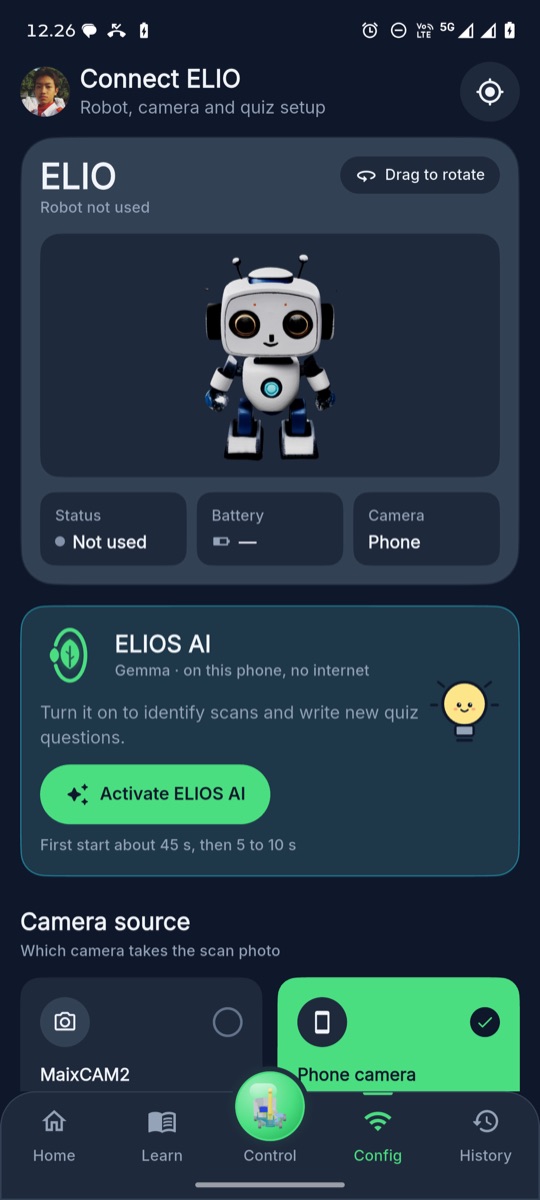 12.26
Vo))
LTE
5G
Connect ELIO
Robot, camera and quiz setup
ELIO
Drag to rotate
Robot not used
Status
Battery
Camera
Not used
—
Phone
ELIOS AI
Gemma · on this phone, no internet
Turn it on to identify scans and write new quiz
questions.
Activate ELIOS AI
First start about 45 s, then 5 to 10 s
Camera source
Which camera takes the scan photo
MaixCAM2
Phone camera
Home
Learn
Control
Config
History